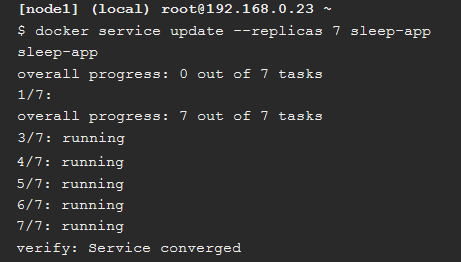 [node1] (local) root@192.168.0.23 ~
$ docker service update --replicas 7 sleep-app
sleep-app
overall progress: 0 out of 7 tasks
1/7:
overall progress: 7 out of 7 tasks
3/7: running
4/7: running
5/7: running
6/7: running
7/7: running
verify: Service converged